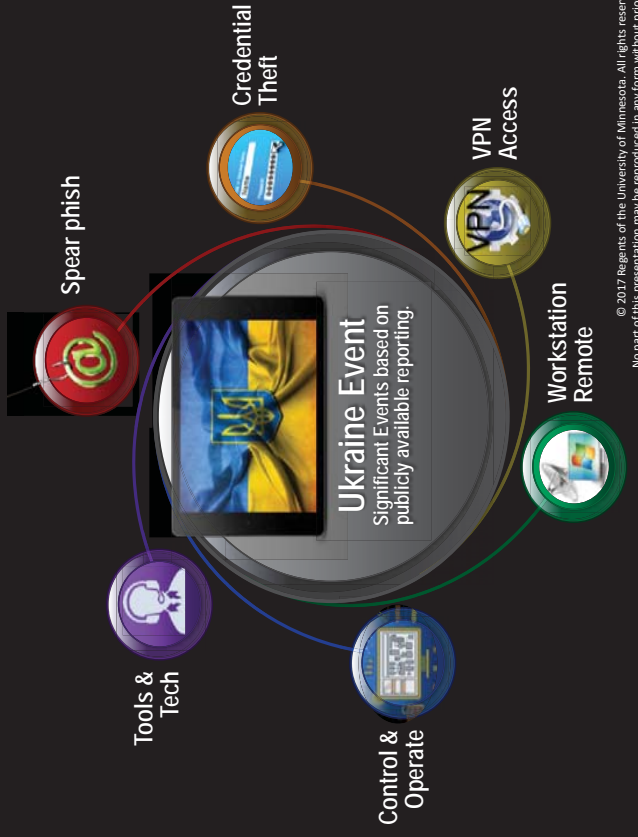 Spear phish
Credential
Theft
VPN
Access
VPN
Workstation
Remote
Control &
Operate
Tools &
Tech
Ukraine Event
Significant Events based on
publicly available reporting.
© 2017 Regents of the University of Minnesota. All rights
No part of this presentation may be reproduced in any form without